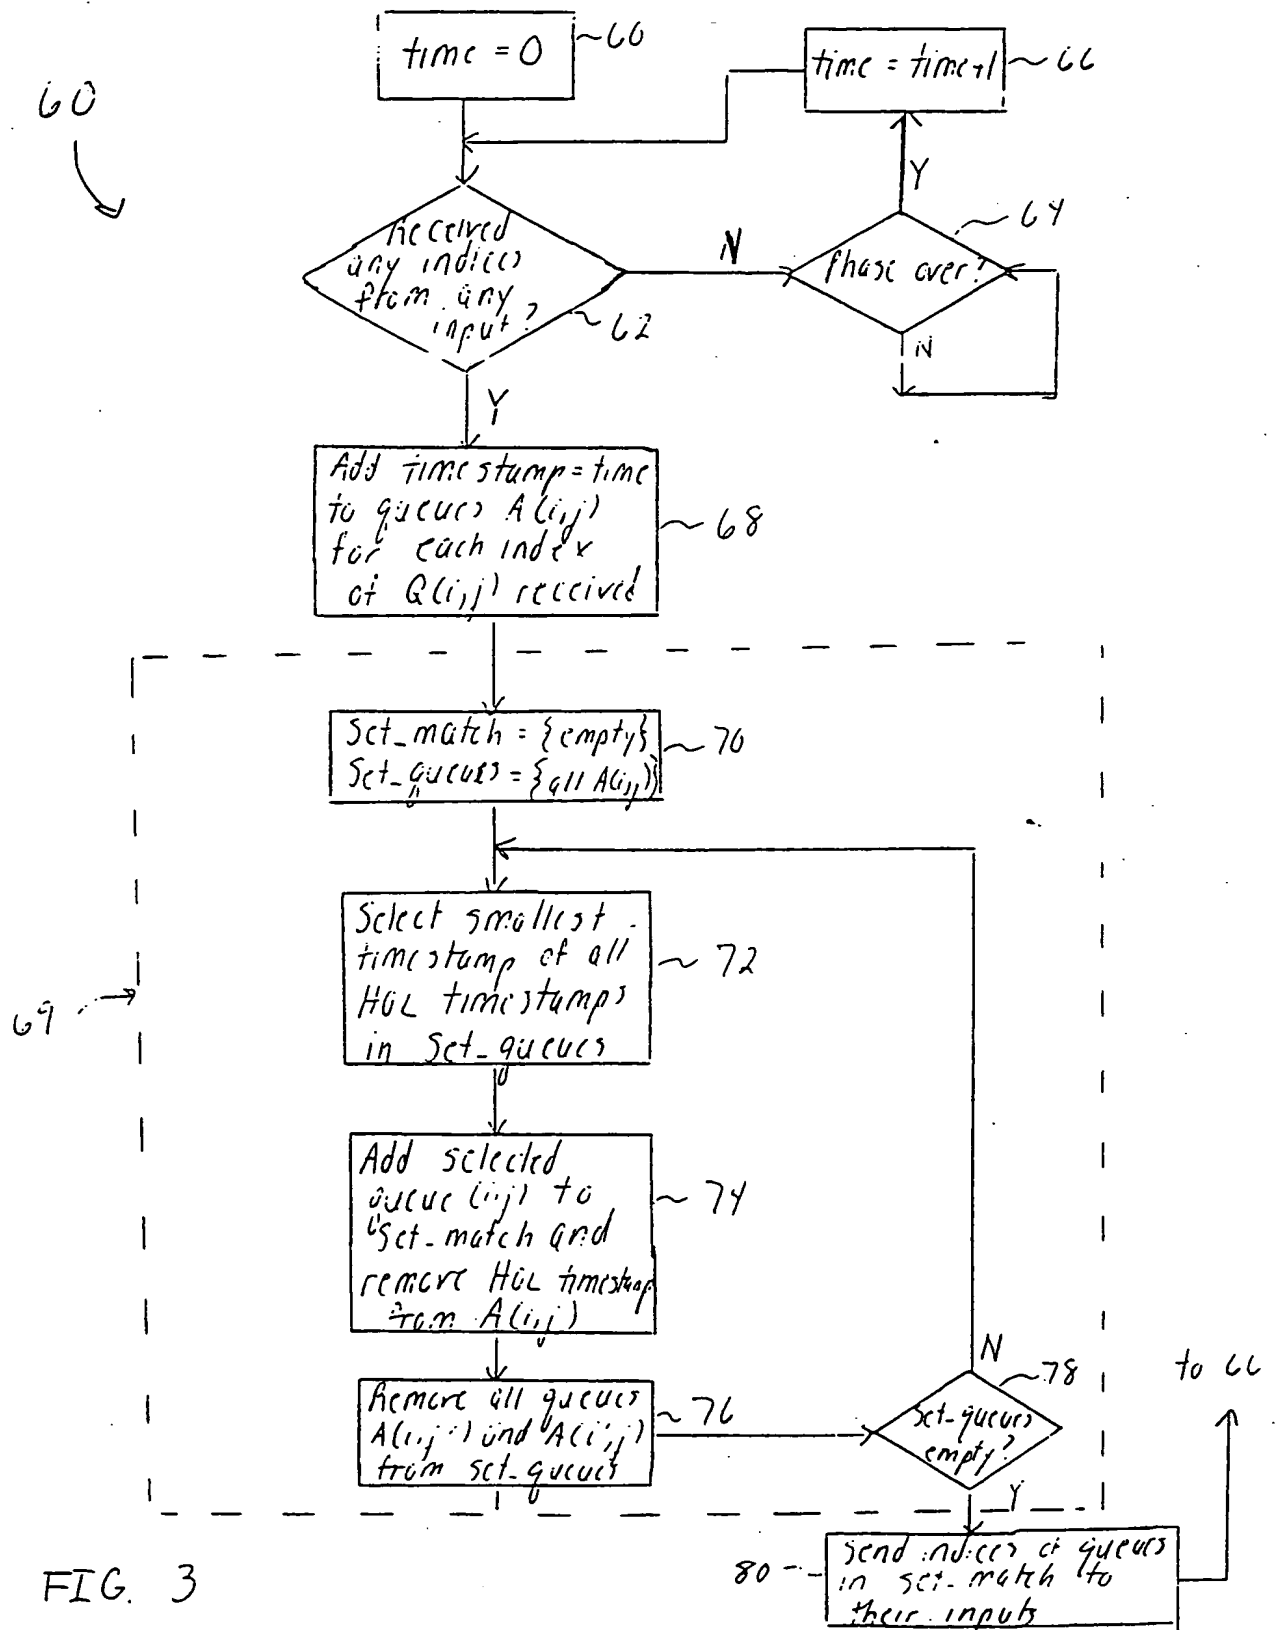 time = 0
60
time = time+1
66
60
Y
64
Received
any indices
from any
input?
N
Phase over?
62
N
Y
Add timestamp = time
to queues A(i,j)
for each index
of Q(i,j) received
68
Set_match = {empty}
Set_queues = {all A(i,j)}
70
Select smallest
timestamp of all
HOL timestamps
in Set_queues
72
69
Add selected
queue (i,j) to
Set_match and
remove HOL timestamp
from A(i,j)
74
N
78
to 66
Remove all queues
A(i,j') and A(i',j)
from set_queues
76
Set_queues
empty?
Y
80
Send indices of queues
in set_match to
their inputs
FIG. 3